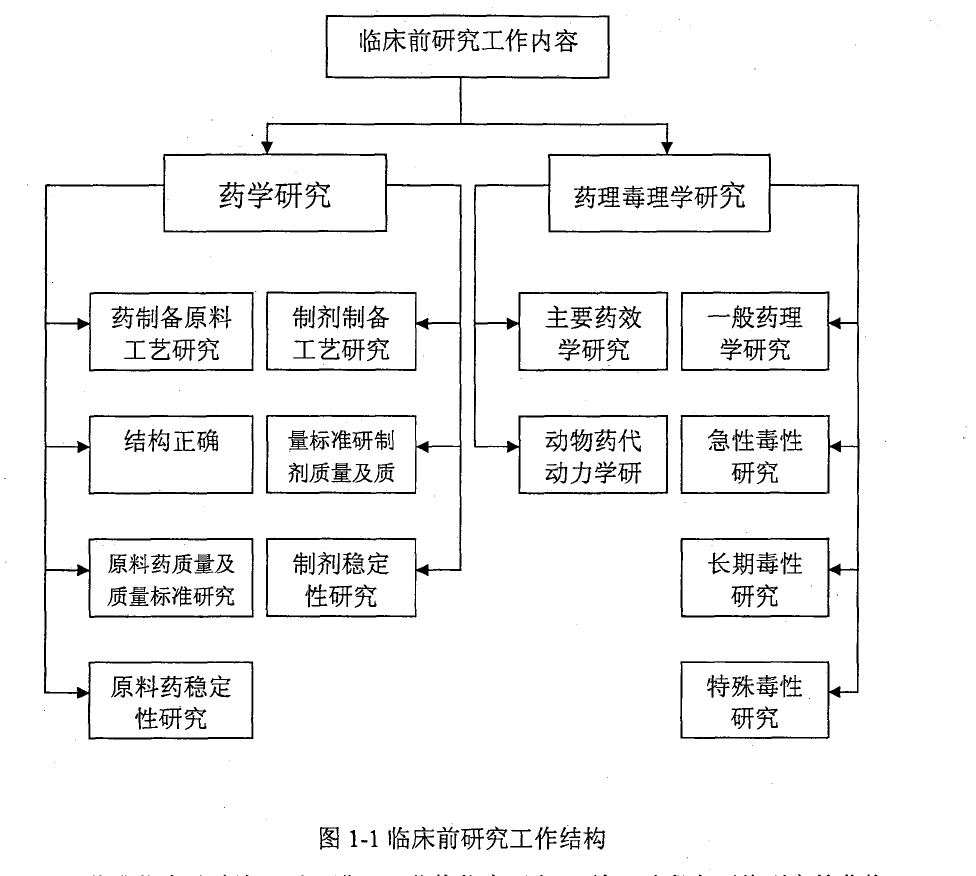 临床前研究工作内容
药学研究
药理毒理学研究
药制备原料
工艺研究
制剂制备
工艺研究
主要药效
学研究
一般药理
学研究
结构正确
量标准研制
剂质量及质
动物药代
动力学研
急性毒性
研究
原料药质量及
质量标准研究
制剂稳定
性研究
长期毒性
研究
原料药稳定
性研究
特殊毒性
研究
图 1-1 临床前研究工作结构